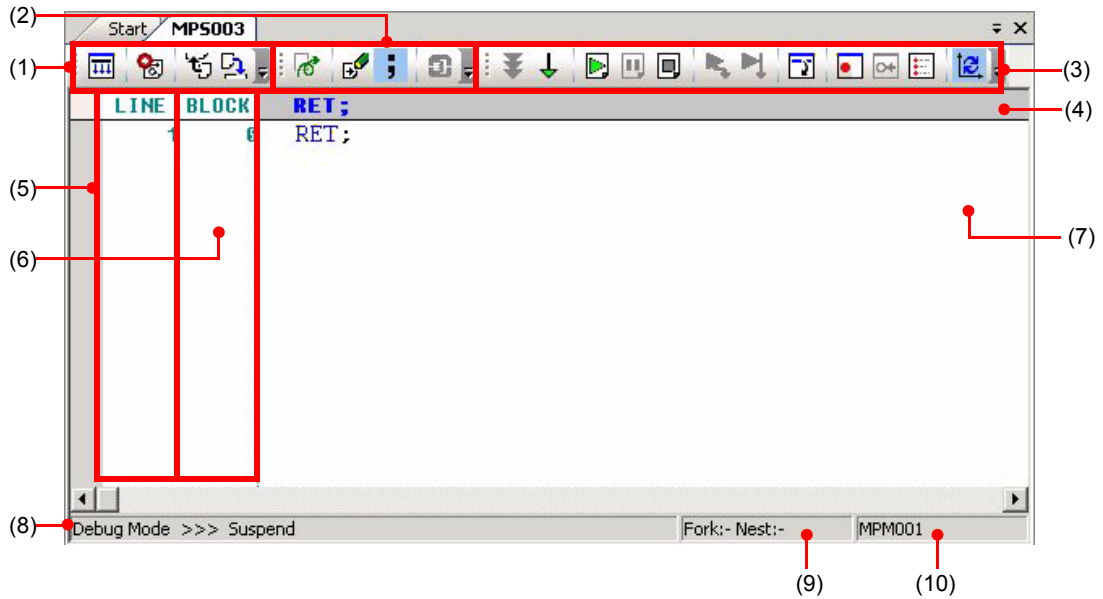 (2)
Start MPS003
(1)
(3)
LINE BLOCK RET;
(4)
1 0 RET;
(5)
(7)
(6)
(8)
Debug Mode >>> Suspend Fork:- Nest:- MPM001
(9) (10)